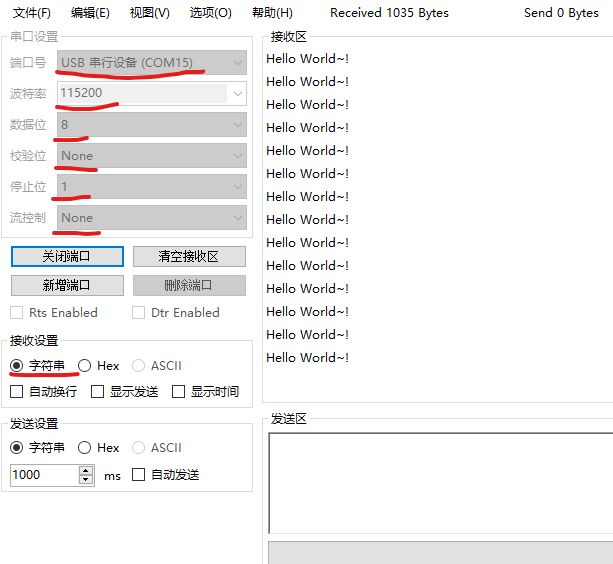 文件(F) 编辑(E) 视图(V) 选项(O) 帮助(H) Received 1035 Bytes Send 0 Bytes
串口设置
端口号 USB 串行设备 (COM15)
波特率 115200
数据位 8
校验位 None
停止位 1
流控制 None
关闭端口 清空接收区
新增端口 删除端口
Rts Enabled Dtr Enabled
接收设置
字符串 Hex ASCII
自动换行 显示发送 显示时间
发送设置
字符串 Hex ASCII
1000 ms 自动发送
接收区
Hello World~!
Hello World~!
Hello World~!
Hello World~!
Hello World~!
Hello World~!
Hello World~!
Hello World~!
Hello World~!
Hello World~!
Hello World~!
Hello World~!
Hello World~!
Hello World~!
发送区